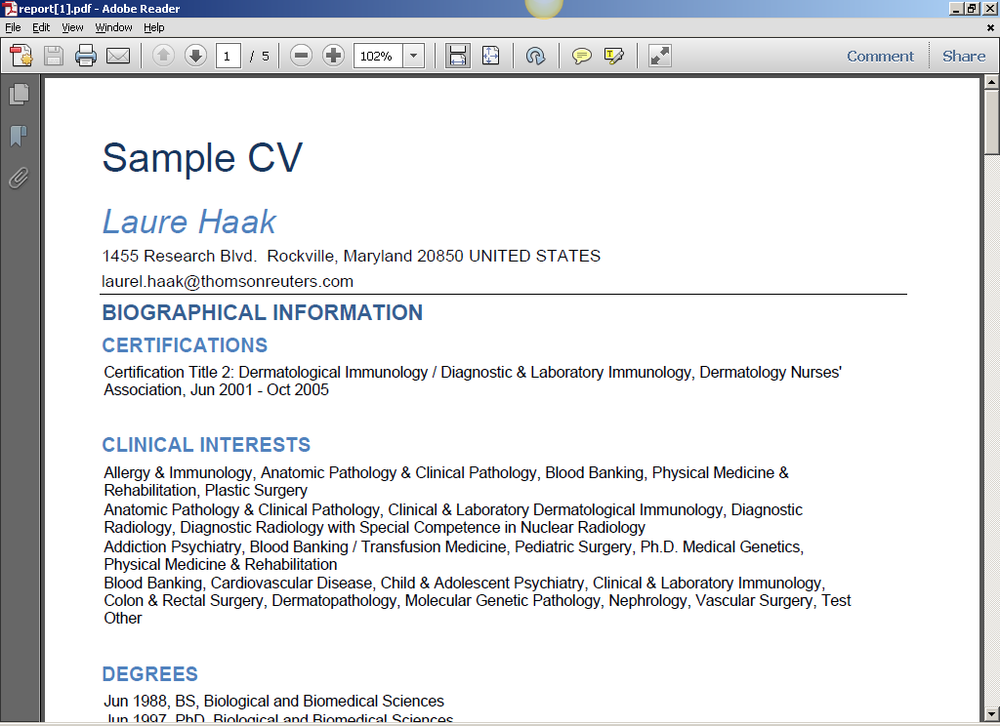 report[1].pdf - Adobe Reader
File Edit View Window Help
1 / 5 102% Comment Share
Sample CV
Laure Haak
1455 Research Blvd.  Rockville, Maryland 20850 UNITED STATES
laurel.haak@thomsonreuters.com
BIOGRAPHICAL INFORMATION
CERTIFICATIONS
Certification Title 2: Dermatological Immunology / Diagnostic & Laboratory Immunology, Dermatology Nurses'
Association, Jun 2001 - Oct 2005
CLINICAL INTERESTS
Allergy & Immunology, Anatomic Pathology & Clinical Pathology, Blood Banking, Physical Medicine &
Rehabilitation, Plastic Surgery
Anatomic Pathology & Clinical Pathology, Clinical & Laboratory Dermatological Immunology, Diagnostic
Radiology, Diagnostic Radiology with Special Competence in Nuclear Radiology
Addiction Psychiatry, Blood Banking / Transfusion Medicine, Pediatric Surgery, Ph.D. Medical Genetics,
Physical Medicine & Rehabilitation
Blood Banking, Cardiovascular Disease, Child & Adolescent Psychiatry, Clinical & Laboratory Immunology,
Colon & Rectal Surgery, Dermatopathology, Molecular Genetic Pathology, Nephrology, Vascular Surgery, Test
Other
DEGREES
Jun 1988, BS, Biological and Biomedical Sciences
Jun 1997, PhD, Biological and Biomedical Sciences